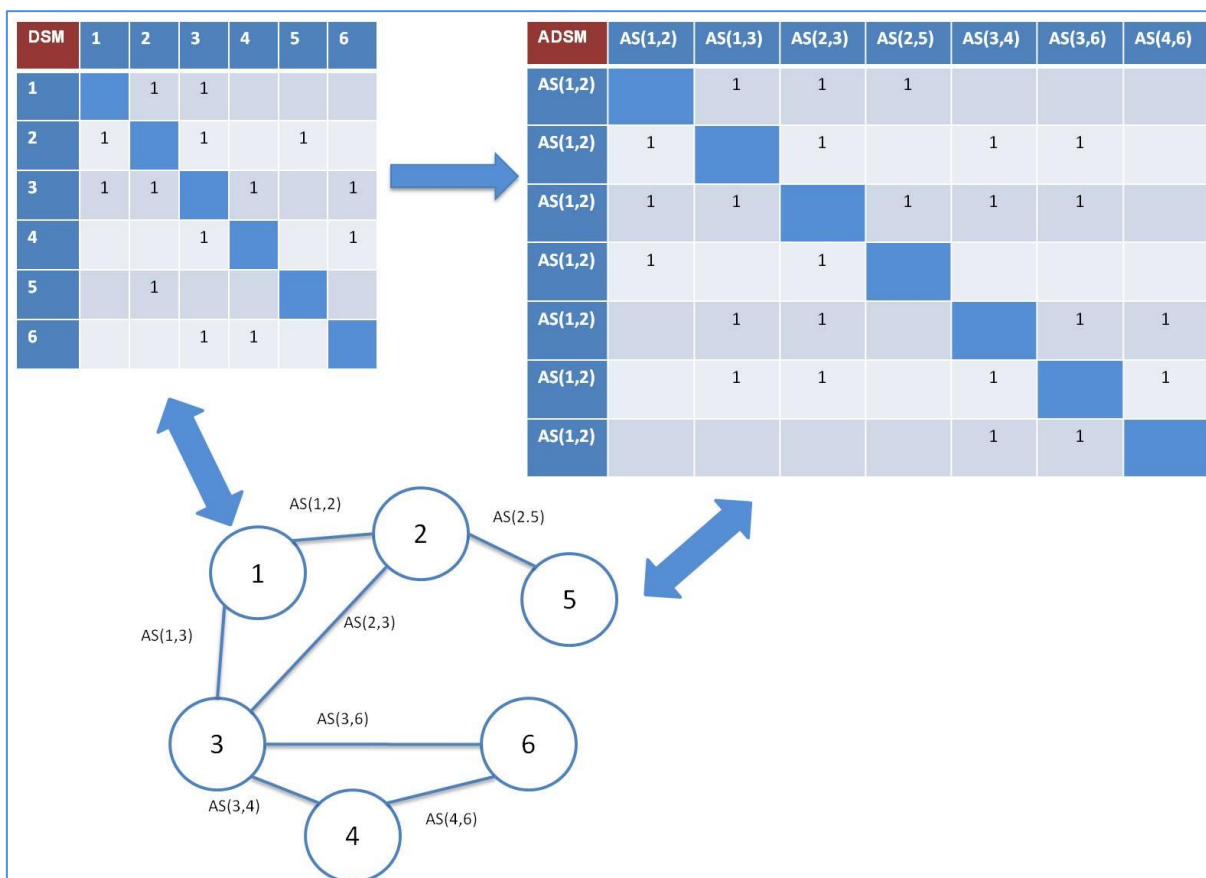 DSM 1 2 3 4 5 6
1 1 1
2 1 1 1
3 1 1 1 1
4 1 1
5 1
6 1 1
ADSM AS(1,2) AS(1,3) AS(2,3) AS(2,5) AS(3,4) AS(3,6) AS(4,6)
AS(1,2) 1 1 1
AS(1,2) 1 1 1 1
AS(1,2) 1 1 1 1 1
AS(1,2) 1 1
AS(1,2) 1 1 1 1
AS(1,2) 1 1 1 1
AS(1,2) 1 1
AS(1,2)
2
AS(2.5)
1
5
AS(1,3)
AS(2,3)
3
AS(3,6)
6
AS(3,4)
4
AS(4,6)